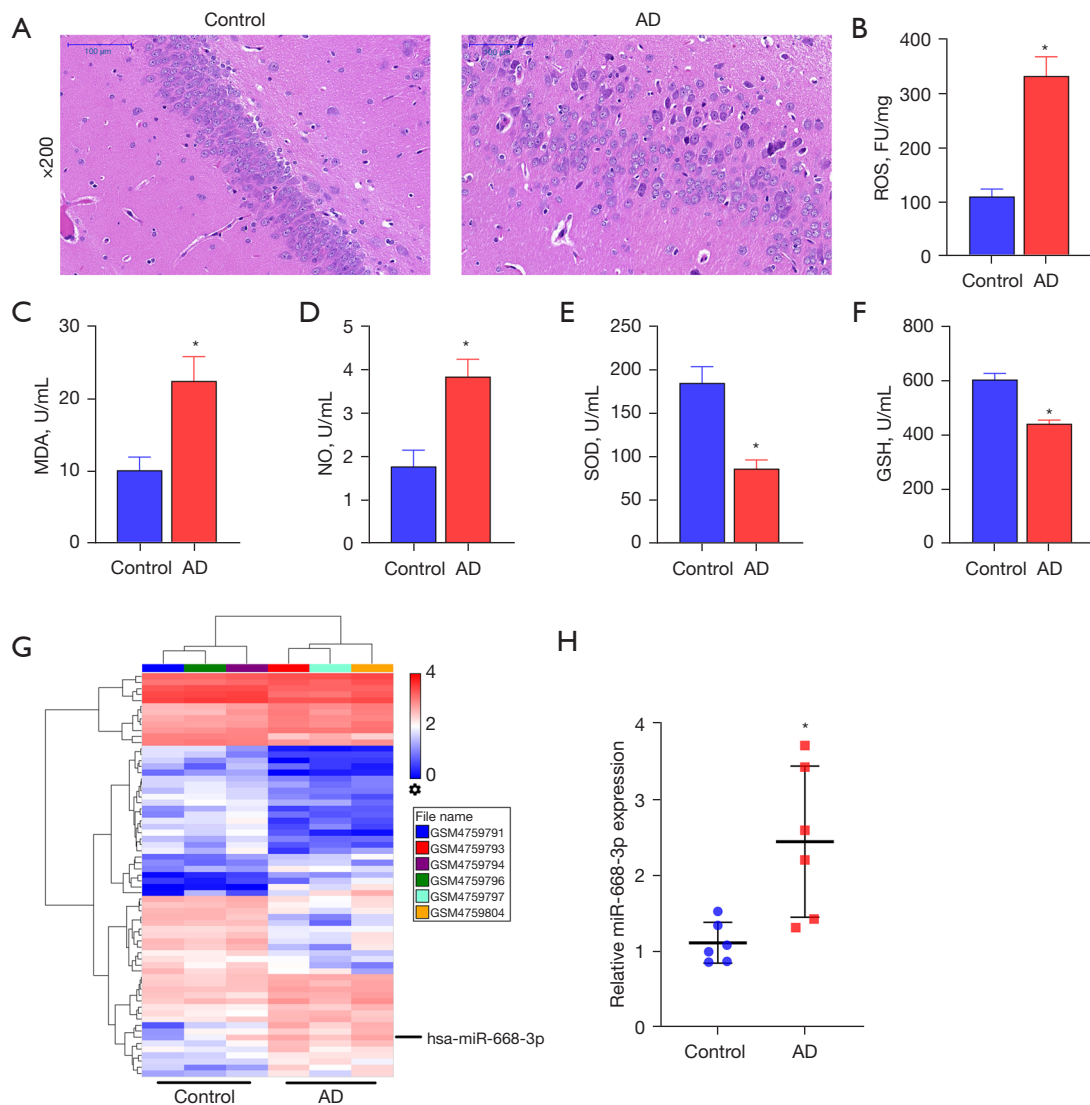 A
Control
AD
×200
100 µm
B
ROS, FU/mg
400
300
200
100
0
*
Control AD
C
MDA, U/mL
30
20
10
0
*
Control AD
D
NO, U/mL
5
4
3
2
1
0
*
Control AD
E
SOD, U/mL
250
200
150
100
50
0
*
Control AD
F
GSH, U/mL
800
600
400
200
0
*
Control AD
G
4
2
0
File name
GSM4759791
GSM4759793
GSM4759794
GSM4759796
GSM4759797
GSM4759804
hsa-miR-668-3p
Control
AD
H
Relative miR-668-3p expression
4
3
2
1
0
*
Control
AD